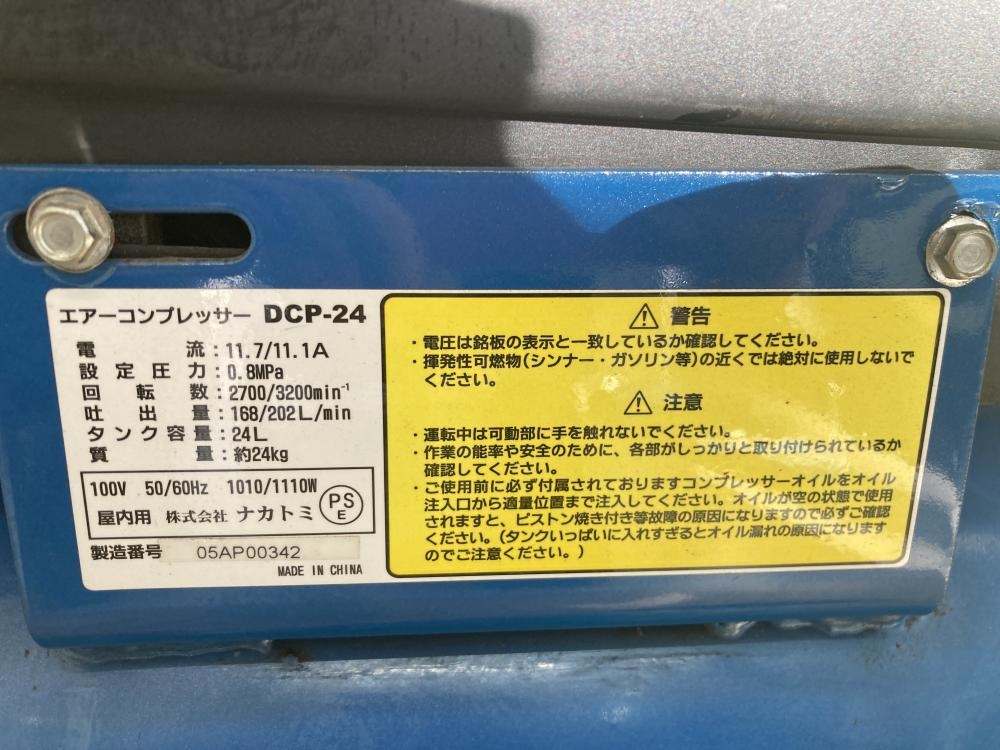 エアーコンプレッサー DCP-24
電流：11.7/11.1A
設定圧力：0.8MPa
回転数：2700/3200min⁻¹
吐出量：168/202L/min
タンク容量：24L
質量：約24kg
100V 50/60Hz 1010/1110W
屋内用 株式会社 ナカトミ
PSE
製造番号 05AP00342
MADE IN CHINA
⚠ 警告
・電圧は銘板の表示と一致しているか確認してください。
・揮発性可燃物(シンナー・ガソリン等)の近くでは絶対に使用しないで
ください。
⚠ 注意
・運転中は可動部に手を触れないでください。
・作業の能率や安全のために、各部がしっかりと取り付けられているか
確認してください。
・ご使用前に必ず付属されておりますコンプレッサーオイルをオイル
注入口から適量位置まで注入してください。オイルが空の状態で使用
されますと、ピストン焼き付き等故障の原因になりますので必ずご確認
ください。(タンクいっぱいに入れすぎるとオイル漏れの原因になります
のでご注意ください。)